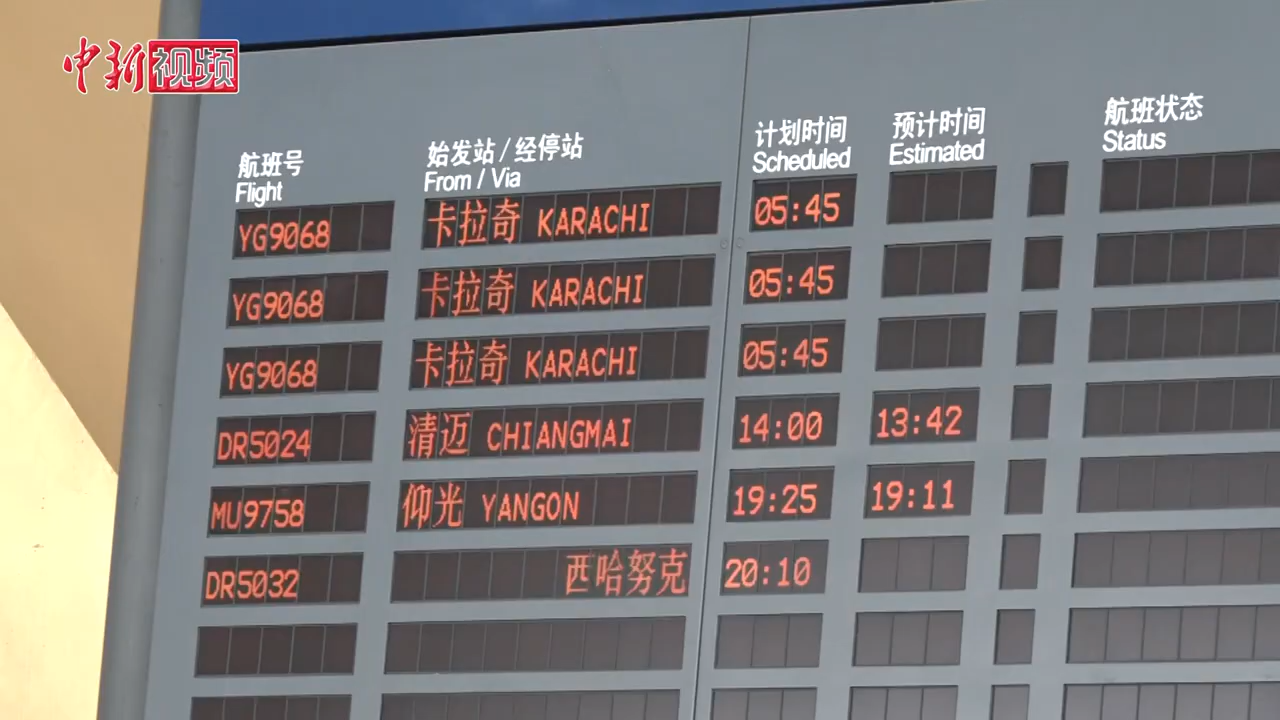 中新视频
航班号 始发站 / 经停站 计划时间 预计时间 航班状态
Flight From / Via Scheduled Estimated Status
YG9068 卡拉奇 KARACHI 05:45
YG9068 卡拉奇 KARACHI 05:45
YG9068 卡拉奇 KARACHI 05:45
DR5024 清迈 CHIANGMAI 14:00 13:42
MU9758 仰光 YANGON 19:25 19:11
DR5032 西哈努克 20:10